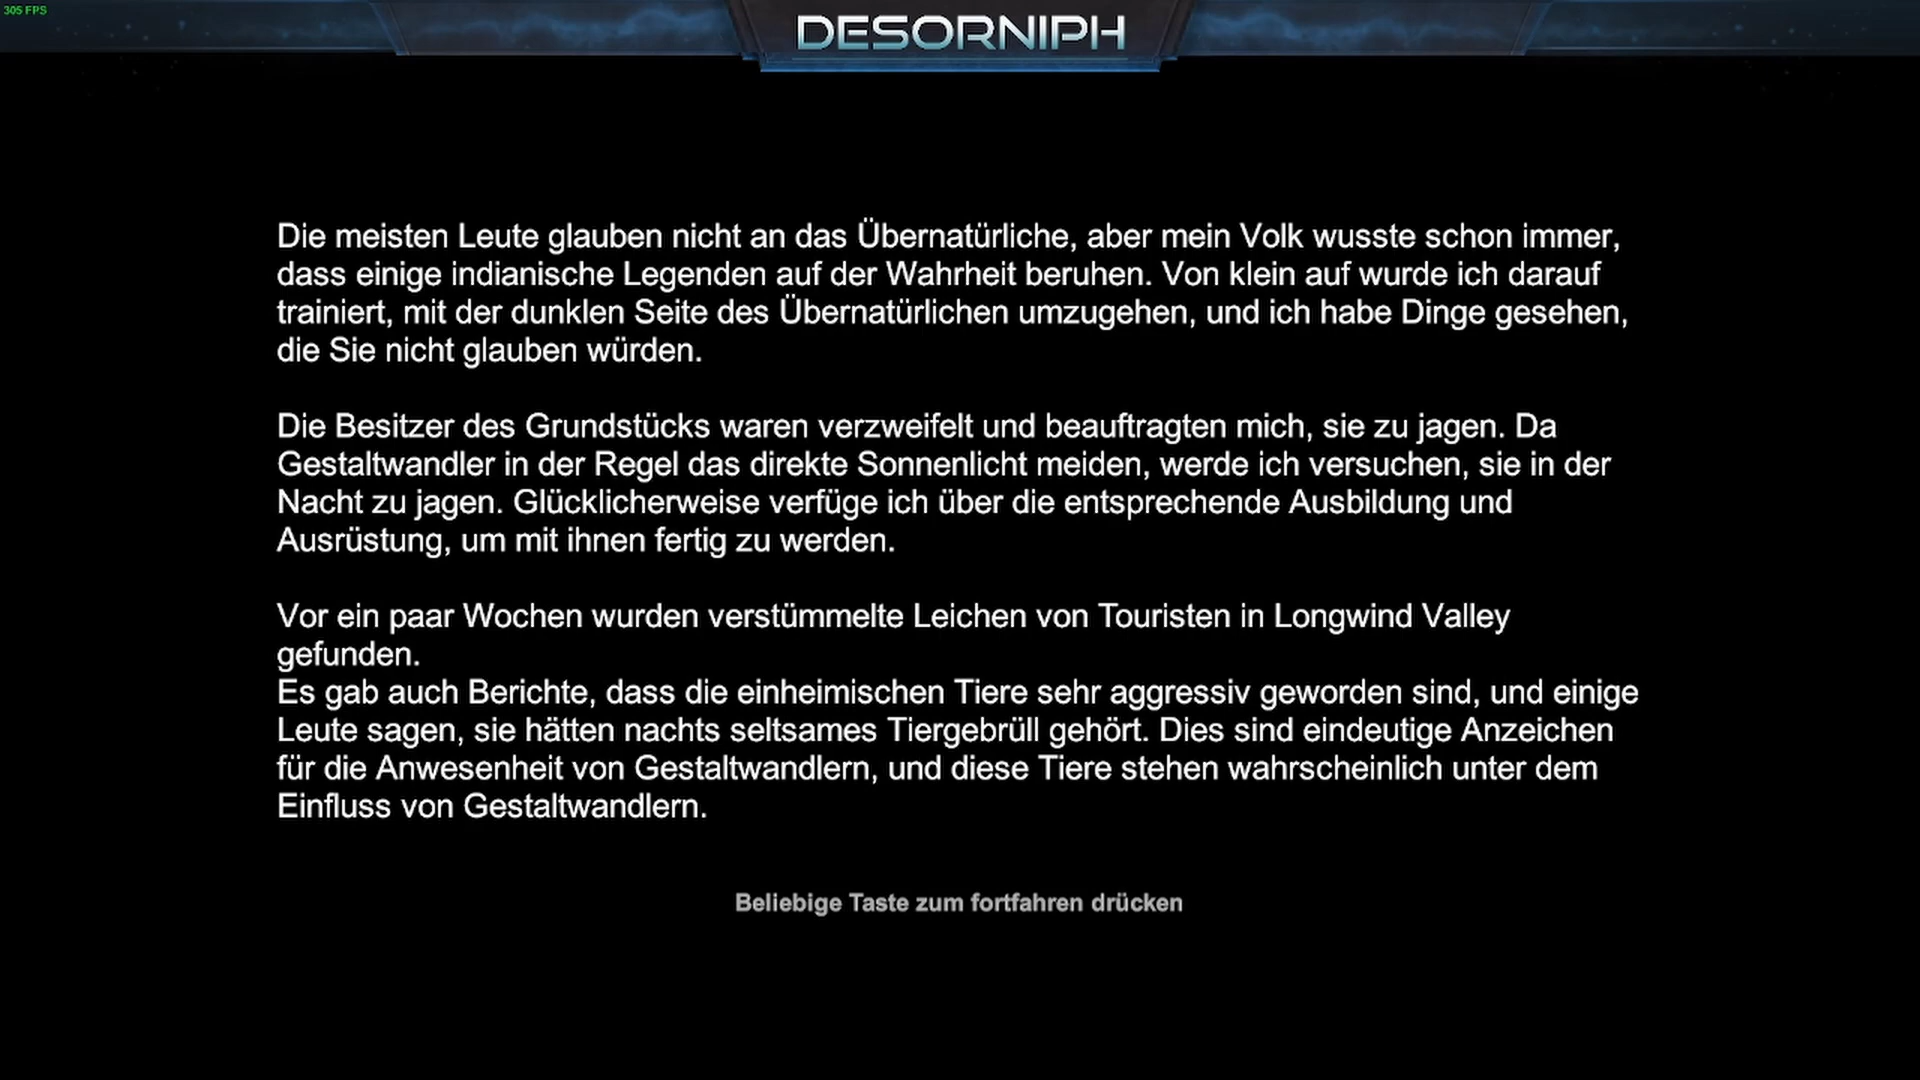 305 FPS
DESORNIPH
Die meisten Leute glauben nicht an das Übernatürliche, aber mein Volk wusste schon immer,
dass einige indianische Legenden auf der Wahrheit beruhen. Von klein auf wurde ich darauf
trainiert, mit der dunklen Seite des Übernatürlichen umzugehen, und ich habe Dinge gesehen,
die Sie nicht glauben würden.
Die Besitzer des Grundstücks waren verzweifelt und beauftragten mich, sie zu jagen. Da
Gestaltwandler in der Regel das direkte Sonnenlicht meiden, werde ich versuchen, sie in der
Nacht zu jagen. Glücklicherweise verfüge ich über die entsprechende Ausbildung und
Ausrüstung, um mit ihnen fertig zu werden.
Vor ein paar Wochen wurden verstümmelte Leichen von Touristen in Longwind Valley
gefunden.
Es gab auch Berichte, dass die einheimischen Tiere sehr aggressiv geworden sind, und einige
Leute sagen, sie hätten nachts seltsames Tiergebrüll gehört. Dies sind eindeutige Anzeichen
für die Anwesenheit von Gestaltwandlern, und diese Tiere stehen wahrscheinlich unter dem
Einfluss von Gestaltwandlern.
Beliebige Taste zum fortfahren drücken